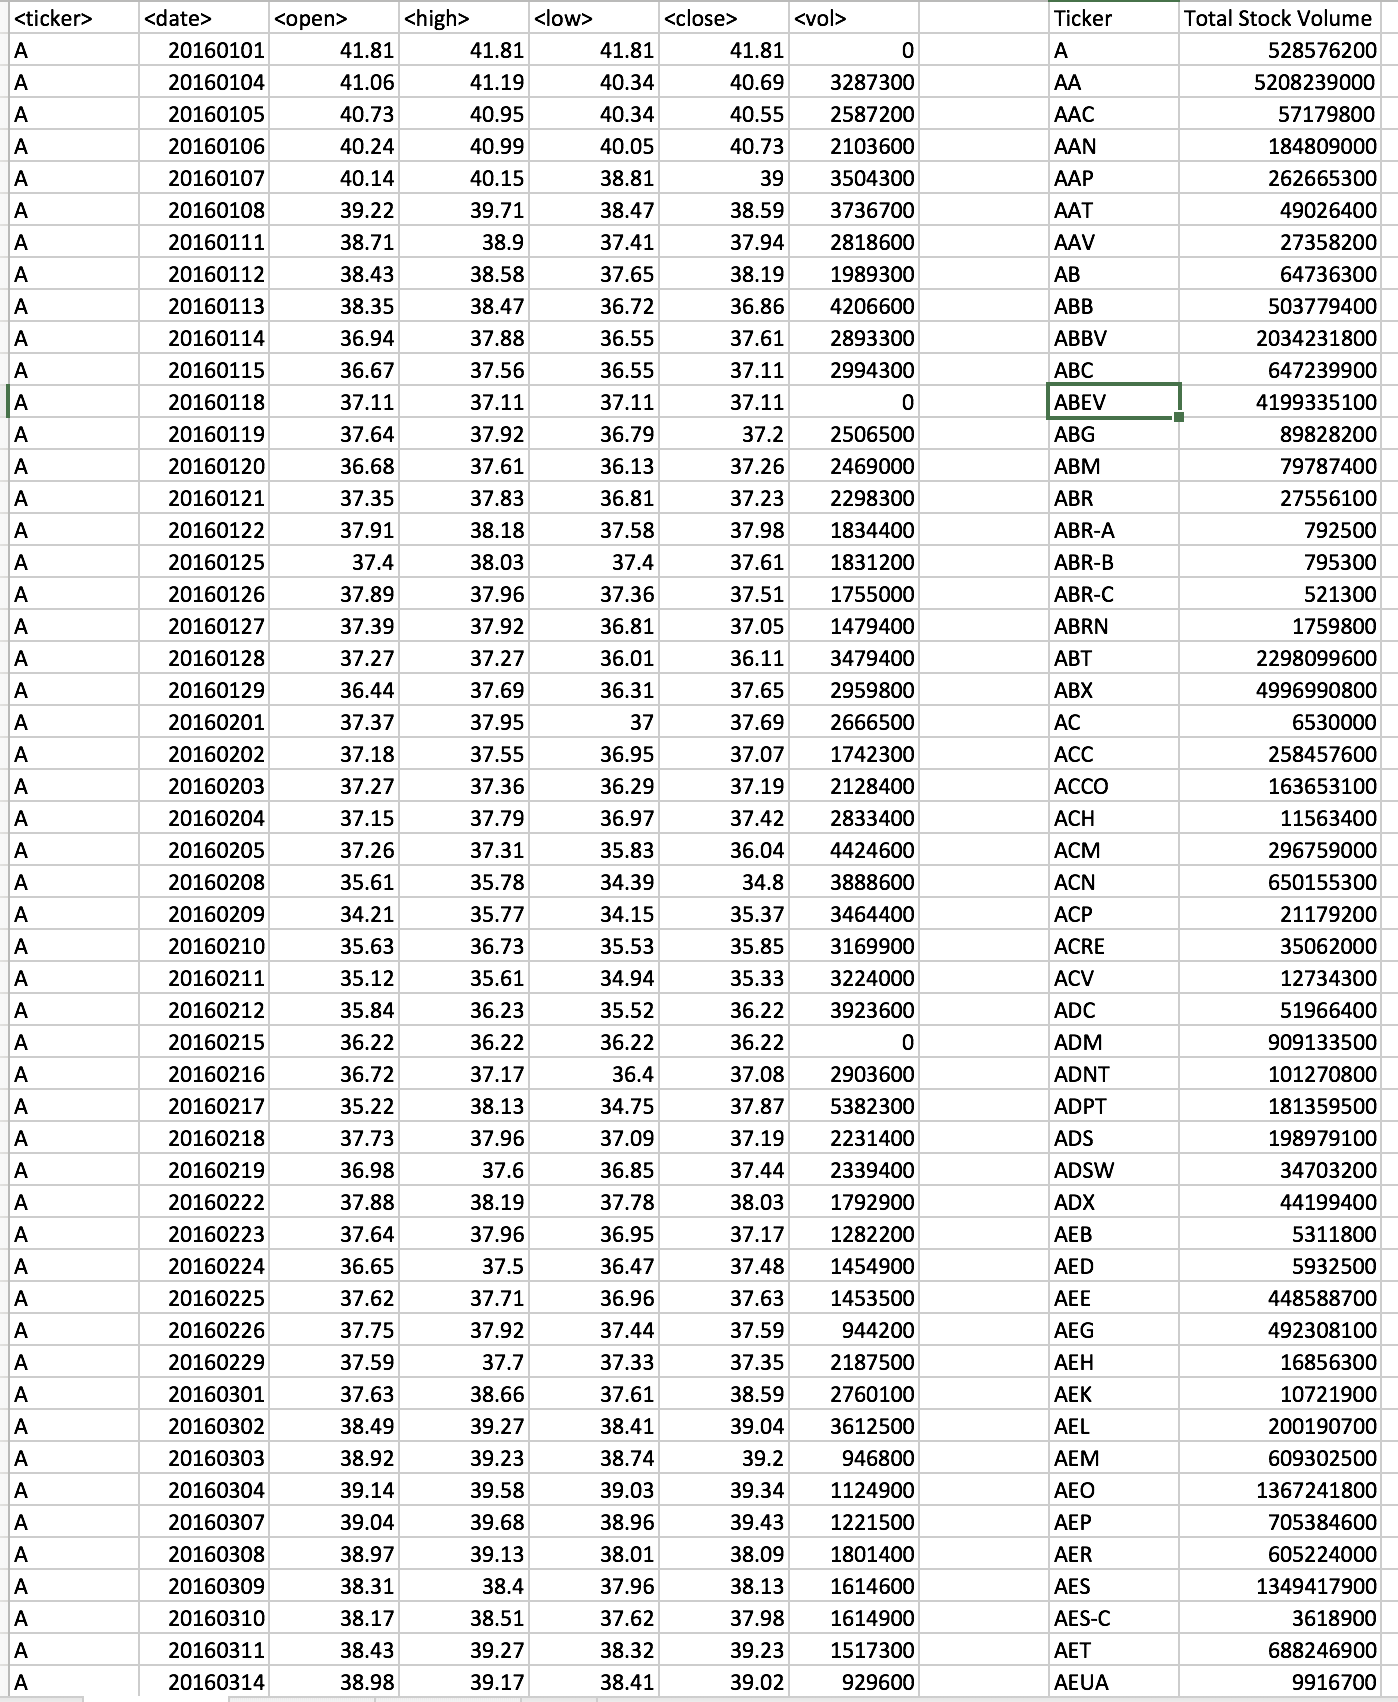 <ticker> <date> <open> <high> <low> <close> <vol> Ticker Total Stock Volume
A 20160101 41.81 41.81 41.81 41.81 0 A 528576200
A 20160104 41.06 41.19 40.34 40.69 3287300 AA 5208239000
A 20160105 40.73 40.95 40.34 40.55 2587200 AAC 57179800
A 20160106 40.24 40.99 40.05 40.73 2103600 AAN 184809000
A 20160107 40.14 40.15 38.81 39 3504300 AAP 262665300
A 20160108 39.22 39.71 38.47 38.59 3736700 AAT 49026400
A 20160111 38.71 38.9 37.41 37.94 2818600 AAV 27358200
A 20160112 38.43 38.58 37.65 38.19 1989300 AB 64736300
A 20160113 38.35 38.47 36.72 36.86 4206600 ABB 503779400
A 20160114 36.94 37.88 36.55 37.61 2893300 ABBV 2034231800
A 20160115 36.67 37.56 36.55 37.11 2994300 ABC 647239900
A 20160118 37.11 37.11 37.11 37.11 0 ABEV 4199335100
A 20160119 37.64 37.92 36.79 37.2 2506500 ABG 89828200
A 20160120 36.68 37.61 36.13 37.26 2469000 ABM 79787400
A 20160121 37.35 37.83 36.81 37.23 2298300 ABR 27556100
A 20160122 37.91 38.18 37.58 37.98 1834400 ABR-A 792500
A 20160125 37.4 38.03 37.4 37.61 1831200 ABR-B 795300
A 20160126 37.89 37.96 37.36 37.51 1755000 ABR-C 521300
A 20160127 37.39 37.92 36.81 37.05 1479400 ABRN 1759800
A 20160128 37.27 37.27 36.01 36.11 3479400 ABT 2298099600
A 20160129 36.44 37.69 36.31 37.65 2959800 ABX 4996990800
A 20160201 37.37 37.95 37 37.69 2666500 AC 6530000
A 20160202 37.18 37.55 36.95 37.07 1742300 ACC 258457600
A 20160203 37.27 37.36 36.29 37.19 2128400 ACCO 163653100
A 20160204 37.15 37.79 36.97 37.42 2833400 ACH 11563400
A 20160205 37.26 37.31 35.83 36.04 4424600 ACM 296759000
A 20160208 35.61 35.78 34.39 34.8 3888600 ACN 650155300
A 20160209 34.21 35.77 34.15 35.37 3464400 ACP 21179200
A 20160210 35.63 36.73 35.53 35.85 3169900 ACRE 35062000
A 20160211 35.12 35.61 34.94 35.33 3224000 ACV 12734300
A 20160212 35.84 36.23 35.52 36.22 3923600 ADC 51966400
A 20160215 36.22 36.22 36.22 36.22 0 ADM 909133500
A 20160216 36.72 37.17 36.4 37.08 2903600 ADNT 101270800
A 20160217 35.22 38.13 34.75 37.87 5382300 ADPT 181359500
A 20160218 37.73 37.96 37.09 37.19 2231400 ADS 198979100
A 20160219 36.98 37.6 36.85 37.44 2339400 ADSW 34703200
A 20160222 37.88 38.19 37.78 38.03 1792900 ADX 44199400
A 20160223 37.64 37.96 36.95 37.17 1282200 AEB 5311800
A 20160224 36.65 37.5 36.47 37.48 1454900 AED 5932500
A 20160225 37.62 37.71 36.96 37.63 1453500 AEE 448588700
A 20160226 37.75 37.92 37.44 37.59 944200 AEG 492308100
A 20160229 37.59 37.7 37.33 37.35 2187500 AEH 16856300
A 20160301 37.63 38.66 37.61 38.59 2760100 AEK 10721900
A 20160302 38.49 39.27 38.41 39.04 3612500 AEL 200190700
A 20160303 38.92 39.23 38.74 39.2 946800 AEM 609302500
A 20160304 39.14 39.58 39.03 39.34 1124900 AEO 1367241800
A 20160307 39.04 39.68 38.96 39.43 1221500 AEP 705384600
A 20160308 38.97 39.13 38.01 38.09 1801400 AER 605224000
A 20160309 38.31 38.4 37.96 38.13 1614600 AES 1349417900
A 20160310 38.17 38.51 37.62 37.98 1614900 AES-C 3618900
A 20160311 38.43 39.27 38.32 39.23 1517300 AET 688246900
A 20160314 38.98 39.17 38.41 39.02 929600 AEUA 9916700